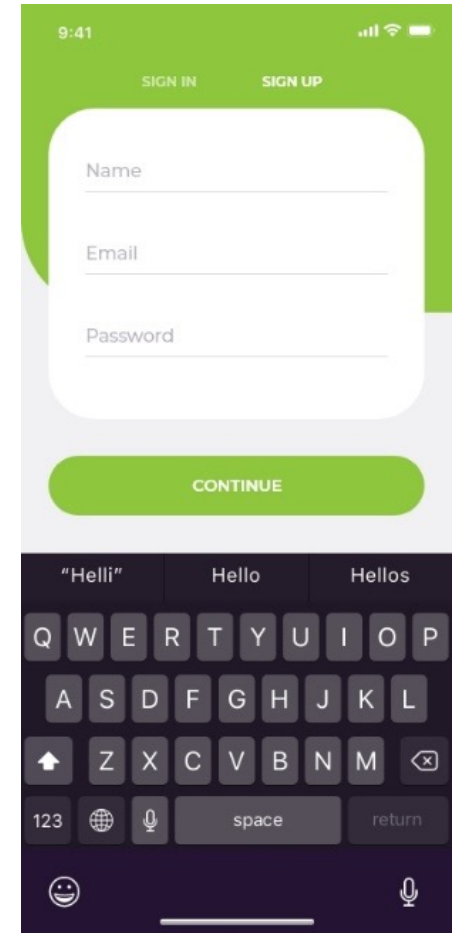 9:41
SIGN IN SIGN UP
Name
Email
Password
CONTINUE
“Helli” Hello Hellos
Q W E R T Y U I O P
A S D F G H J K L
Z X C V B N M
123 space return